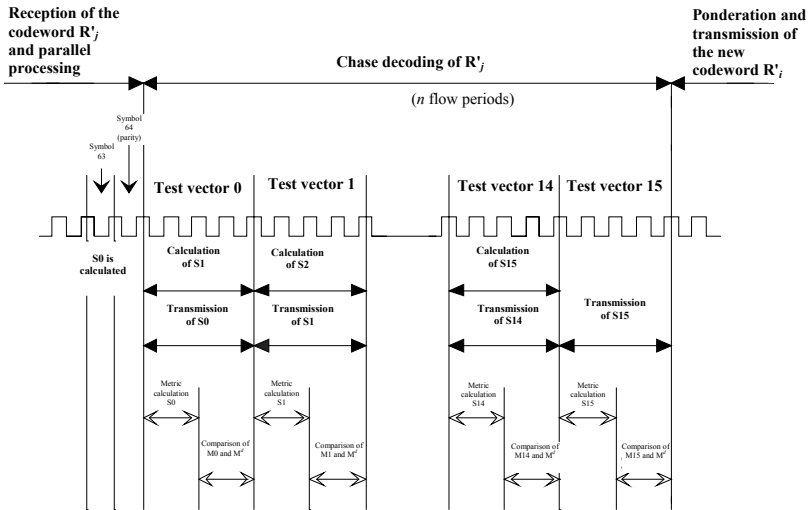 Reception of the
codeword R'j
and parallel
processing
Chase decoding of R'j
(n flow periods)
Ponderation and
transmission of
the new
codeword R'i
Symbol
63
Symbol
64
(parity)
Test vector 0
Test vector 1
Test vector 14
Test vector 15
S0 is
calculated
Calculation
of S1
Calculation
of S2
Calculation
of S15
Transmission
of S0
Transmission
of S1
Transmission
of S14
Transmission
of S15
Metric
calculation
S0
Metric
calculation
S1
Metric
calculation
S14
Metric
calculation
S15
Comparison of
M0 and Mᵈ
Comparison of
M1 and Mᵈ
Comparison of
M14 and Mᵈ
Comparison of
M15 and Mᵈ